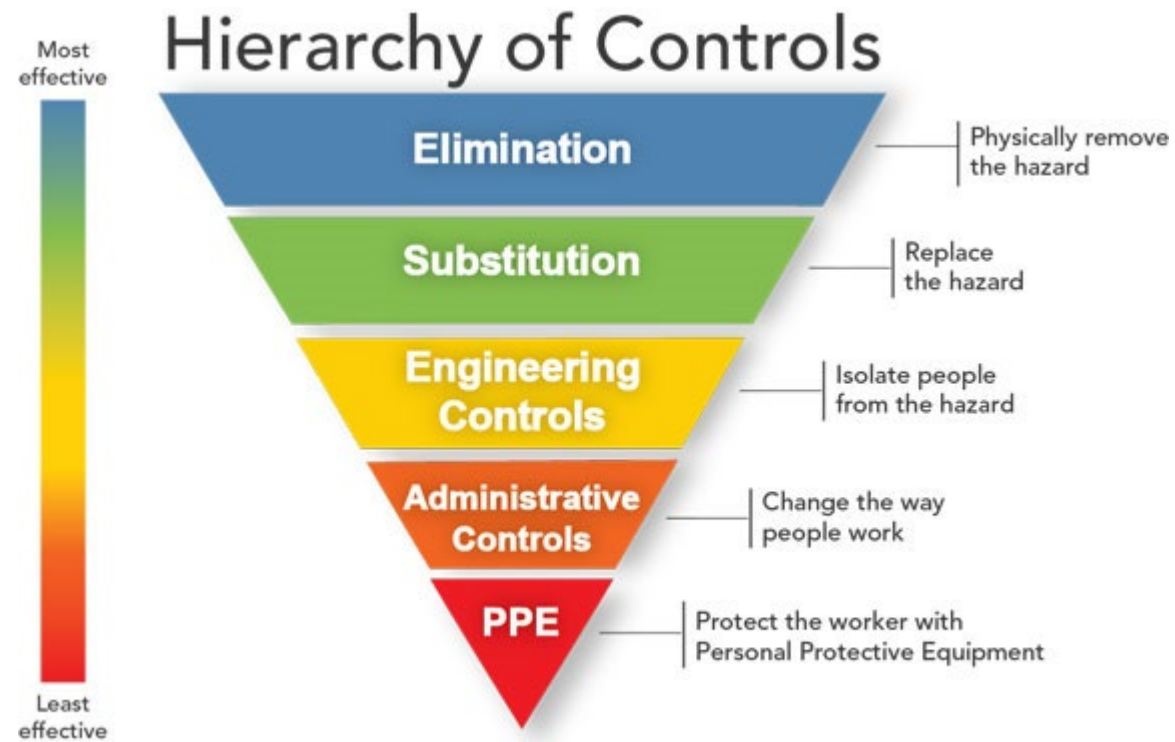 Hierarchy of Controls
Most
effective
Elimination
Physically remove
the hazard
Substitution
Replace
the hazard
Engineering
Controls
Isolate people
from the hazard
Administrative
Controls
Change the way
people work
PPE
Protect the worker with
Personal Protective Equipment
Least
effective